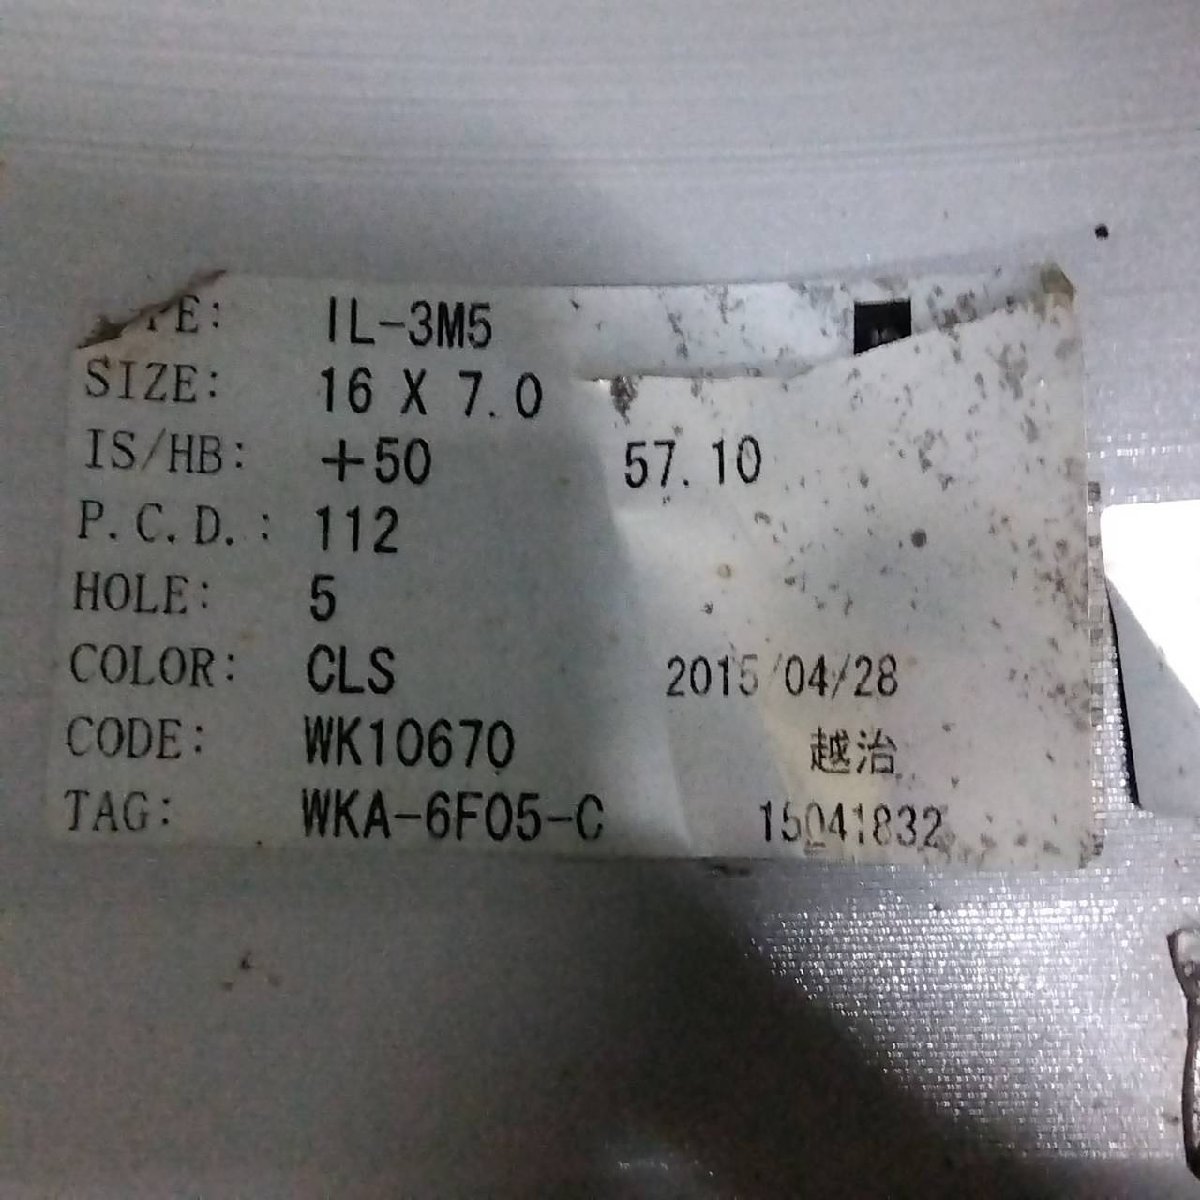 PE: IL-3M5
SIZE: 16 X 7.0
IS/HB: +50 57.10
P.C.D.: 112
HOLE: 5
COLOR: CLS 2015/04/28
CODE: WK10670 越治
TAG: WKA-6F05-C 15041832